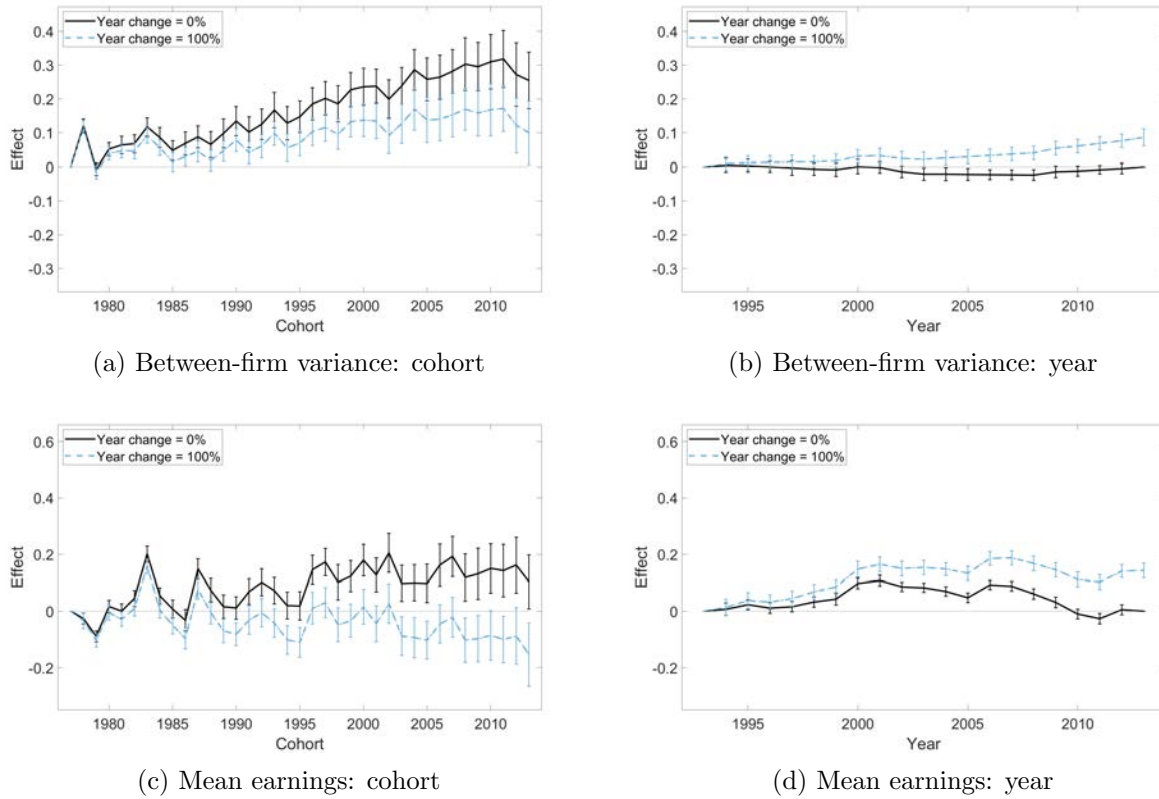 Year change = 0%
Year change = 100%
0.4
0.3
0.2
0.1
0
-0.1
-0.2
-0.3
Effect
1980 1985 1990 1995 2000 2005 2010
Cohort
(a) Between-firm variance: cohort
Year change = 0%
Year change = 100%
0.4
0.3
0.2
0.1
0
-0.1
-0.2
-0.3
Effect
1995 2000 2005 2010
Year
(b) Between-firm variance: year
Year change = 0%
Year change = 100%
0.6
0.4
0.2
0
-0.2
Effect
1980 1985 1990 1995 2000 2005 2010
Cohort
(c) Mean earnings: cohort
Year change = 0%
Year change = 100%
0.6
0.4
0.2
0
-0.2
Effect
1995 2000 2005 2010
Year
(d) Mean earnings: year